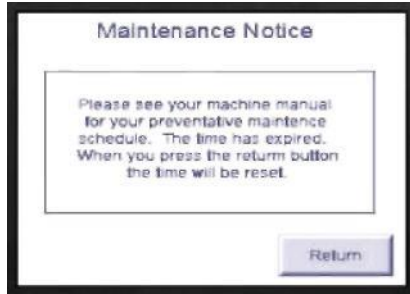 Maintenance Notice
Please see your machine manual
for your preventative maintence
schedule. The time has expired.
When you press the return button
the time will be reset.
Return